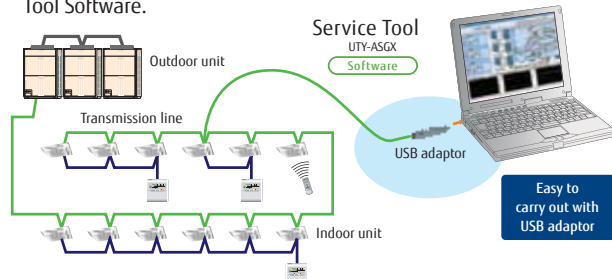 Tool Software.
Service Tool
UTY-ASGX
Software
Outdoor unit
Transmission line
USB adaptor
Easy to
carry out with
USB adaptor
Indoor unit